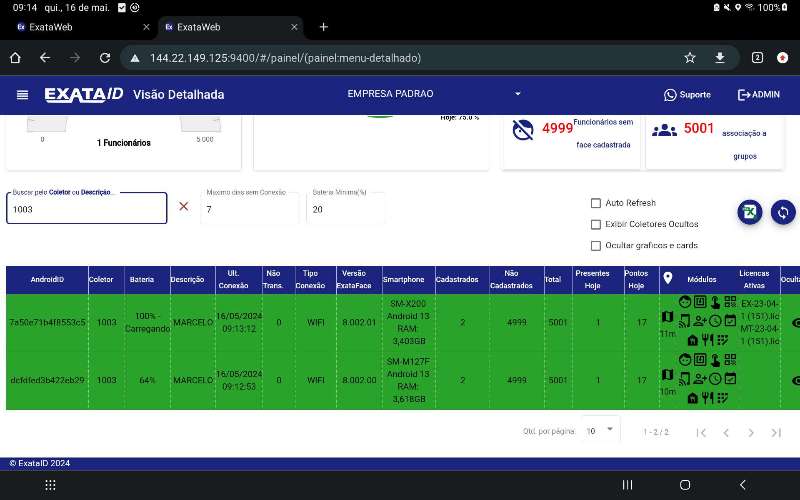 09:14 qui., 16 de mai. 100%
ExataWeb
ExataWeb
144.22.149.125:9400/#/painel/(painel:menu-detalhado) 2
EXATAID Visão Detalhada EMPRESA PADRAO Suporte ADMIN
0 1 Funcionários 5.000
Hoje: 75.0 %
4999 Funcionários sem
face cadastrada
5001 associação a
grupos
Buscar pelo Coletor ou Descrição...
1003
Maximo dias sem Conexão
7
Bateria Minima(%)
20
Auto Refresh
Exibir Coletores Ocultos
Ocultar graficos e cards
AndroidID Coletor Bateria Descrição Ult. Conexão Não Trans. Tipo Conexão Versão ExataFace Smartphone Cadastrados Não Cadastrados Total Presentes Hoje Pontos Hoje Módulos Licencas Ativas Oculta
7a50e71b4f8553c5 1003 100% - Carregando MARCELO 16/05/2024 09:13:12 0 WIFI 8.002.01 SM-X200 Android 13 RAM: 3,403GB 2 4999 5001 1 17 11m EX-23-04-1 (151).lic MT-23-04-1 (151).lic
dcfdfed3b422eb29 1003 64% MARCELO 16/05/2024 09:12:53 0 WIFI 8.002.00 SM-M127F Android 13 RAM: 3,618GB 2 4999 5001 1 17 10m
Qtd. por página: 10 1 - 2 / 2
© ExataID 2024